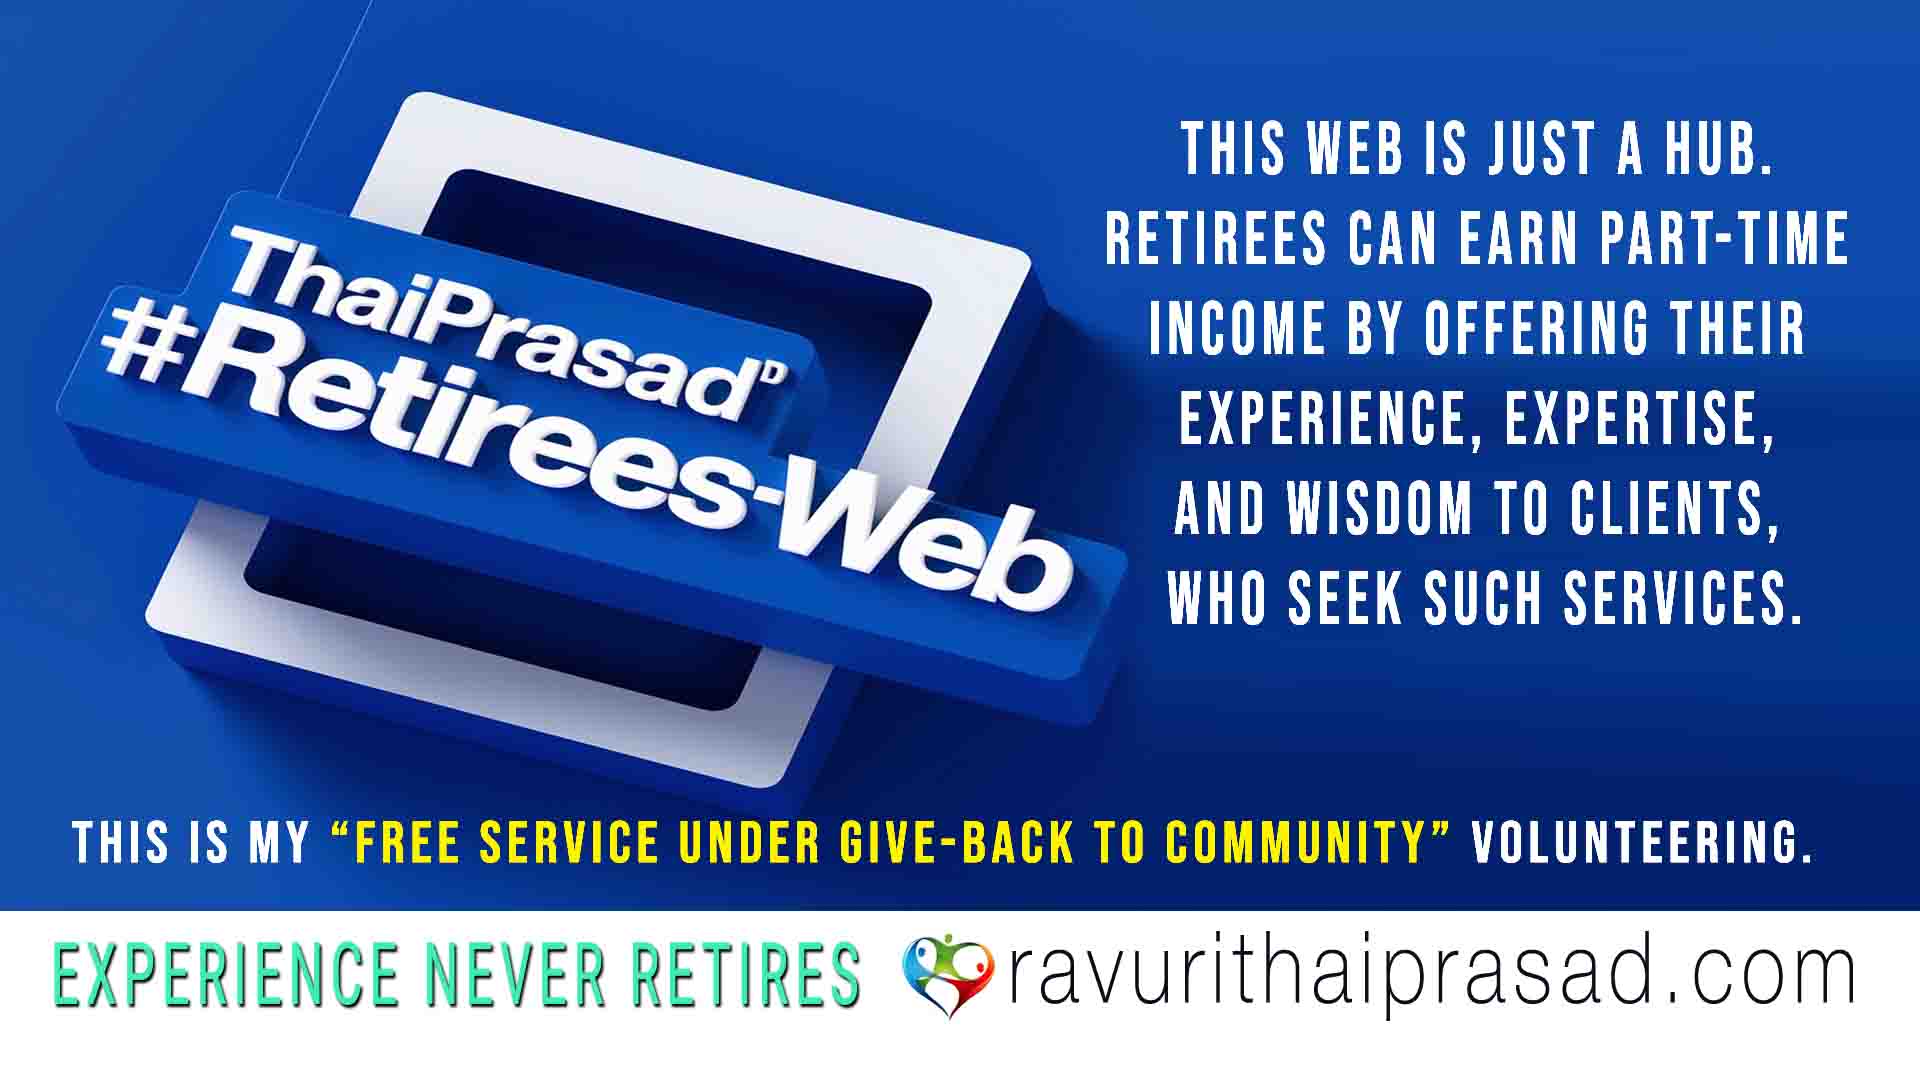 ThaiPrasadᴰ
#Retirees-Web
THIS WEB IS JUST A HUB.
RETIREES CAN EARN PART-TIME
INCOME BY OFFERING THEIR
EXPERIENCE, EXPERTISE,
AND WISDOM TO CLIENTS,
WHO SEEK SUCH SERVICES.
THIS IS MY “FREE SERVICE UNDER GIVE-BACK TO COMMUNITY” VOLUNTEERING.
EXPERIENCE NEVER RETIRES
ravurithaiprasad.com